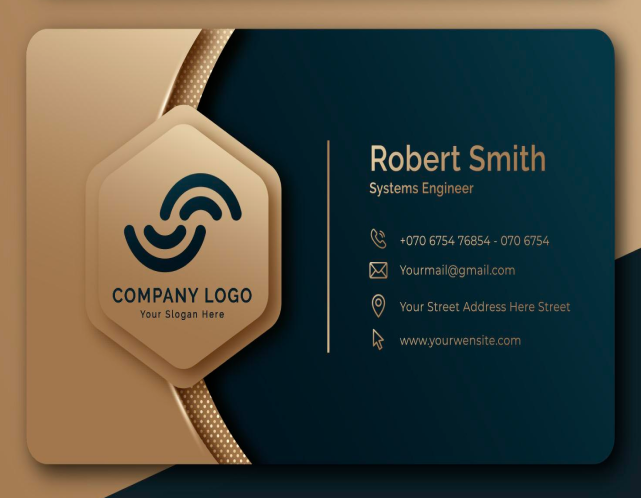 COMPANY LOGO
Your Slogan Here
Robert Smith
Systems Engineer
+070 6754 76854 - 070 6754
Yourmail@gmail.com
Your Street Address Here Street
www.yourwensite.com